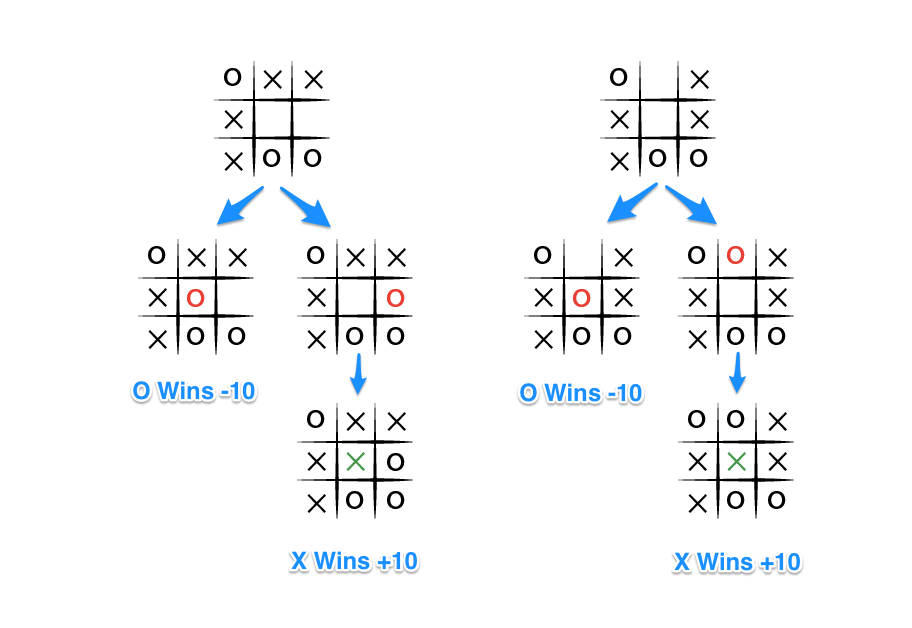 O X X O X
X X X
X O O X O O
O X X O X X O X O O X
X O X O X O X X X
X O O X O O X O O X O O
O Wins -10 O Wins -10
O X X O O X
X X O X X X
X O O X O O
X Wins +10 X Wins +10